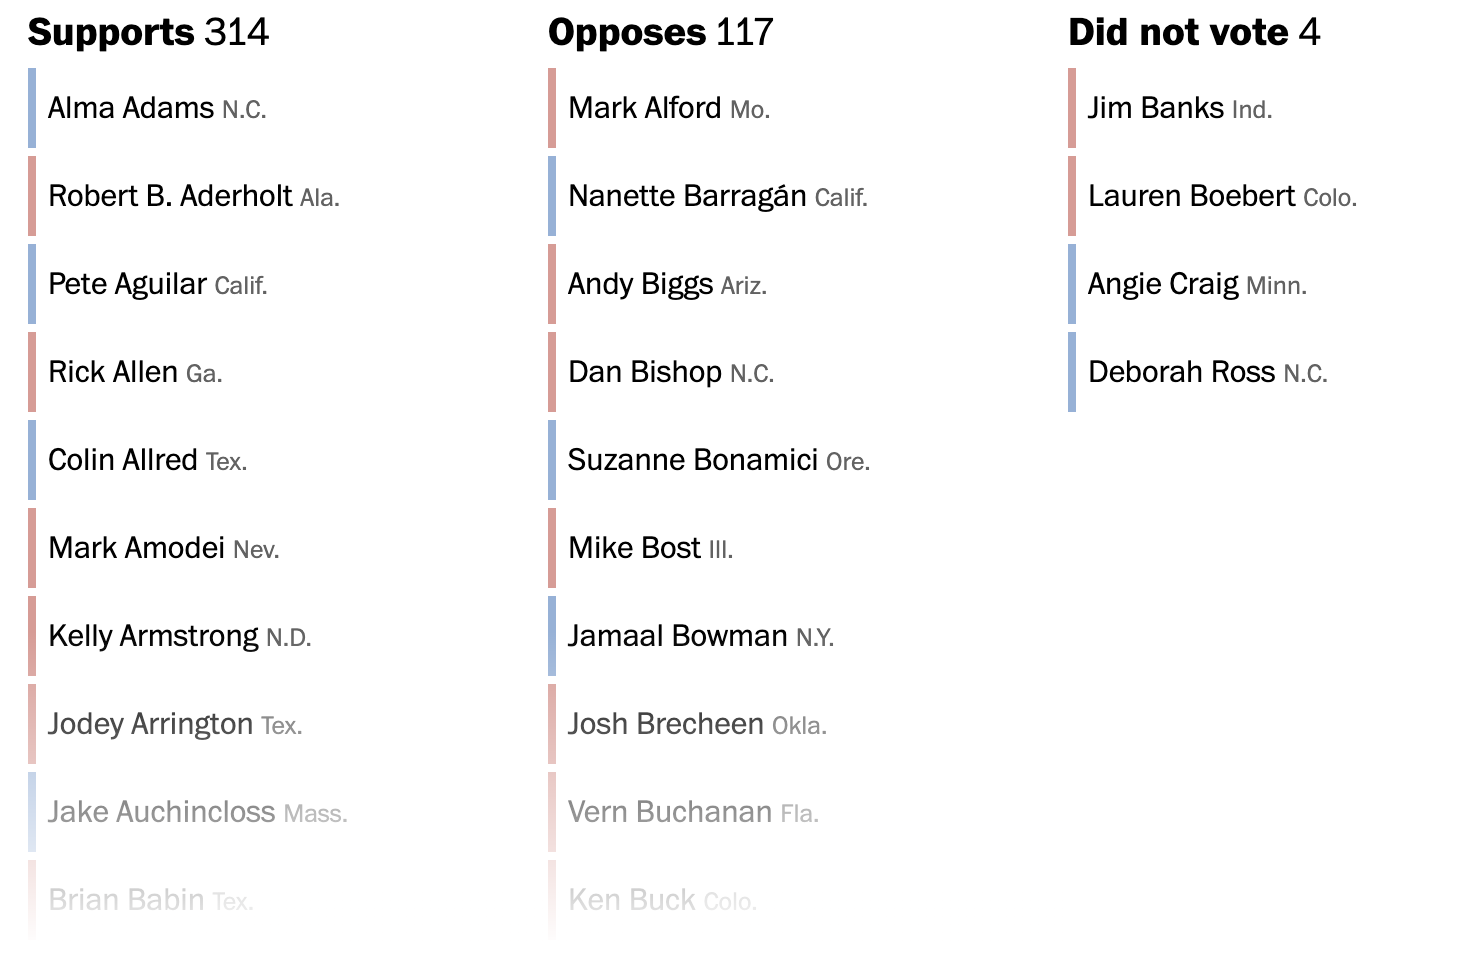 Supports 314
Alma Adams N.C.
Robert B. Aderholt Ala.
Pete Aguilar Calif.
Rick Allen Ga.
Colin Allred Tex.
Mark Amodei Nev.
Kelly Armstrong N.D.
Jodey Arrington Tex.
Jake Auchincloss Mass.
Brian Babin Tex.
Opposes 117
Mark Alford Mo.
Nanette Barragán Calif.
Andy Biggs Ariz.
Dan Bishop N.C.
Suzanne Bonamici Ore.
Mike Bost Ill.
Jamaal Bowman N.Y.
Josh Brecheen Okla.
Vern Buchanan Fla.
Ken Buck Colo.
Did not vote 4
Jim Banks Ind.
Lauren Boebert Colo.
Angie Craig Minn.
Deborah Ross N.C.